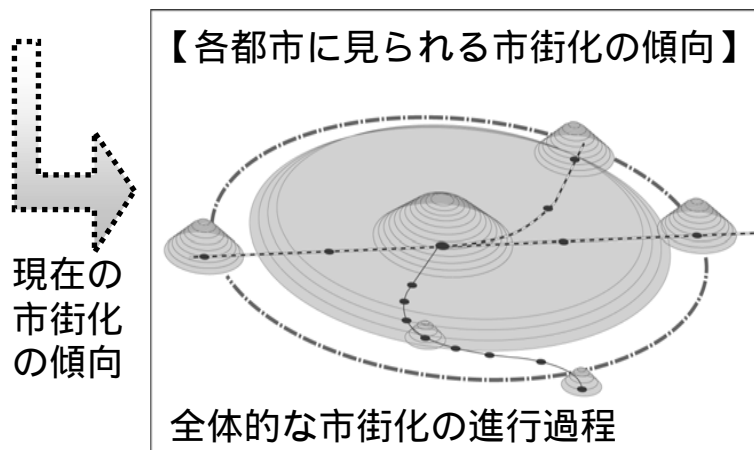 【各都市に見られる市街化の傾向】
現在の
市街化
の傾向
全体的な市街化の進行過程